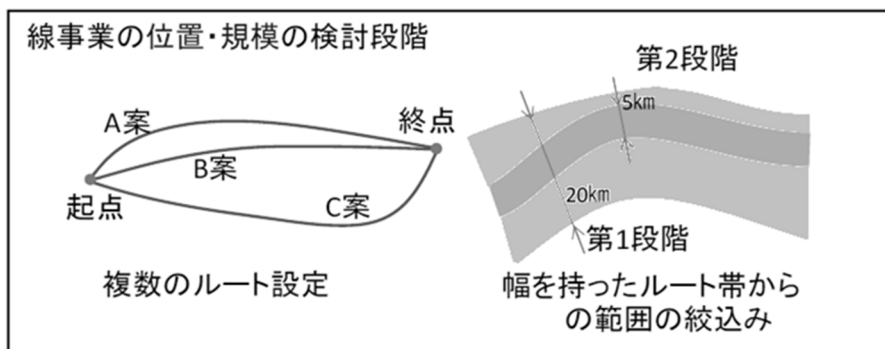 線事業の位置・規模の検討段階
A案
B案
C案
起点
終点
複数のルート設定
第2段階
5km
20km
第1段階
幅を持ったルート帯から
の範囲の絞込み